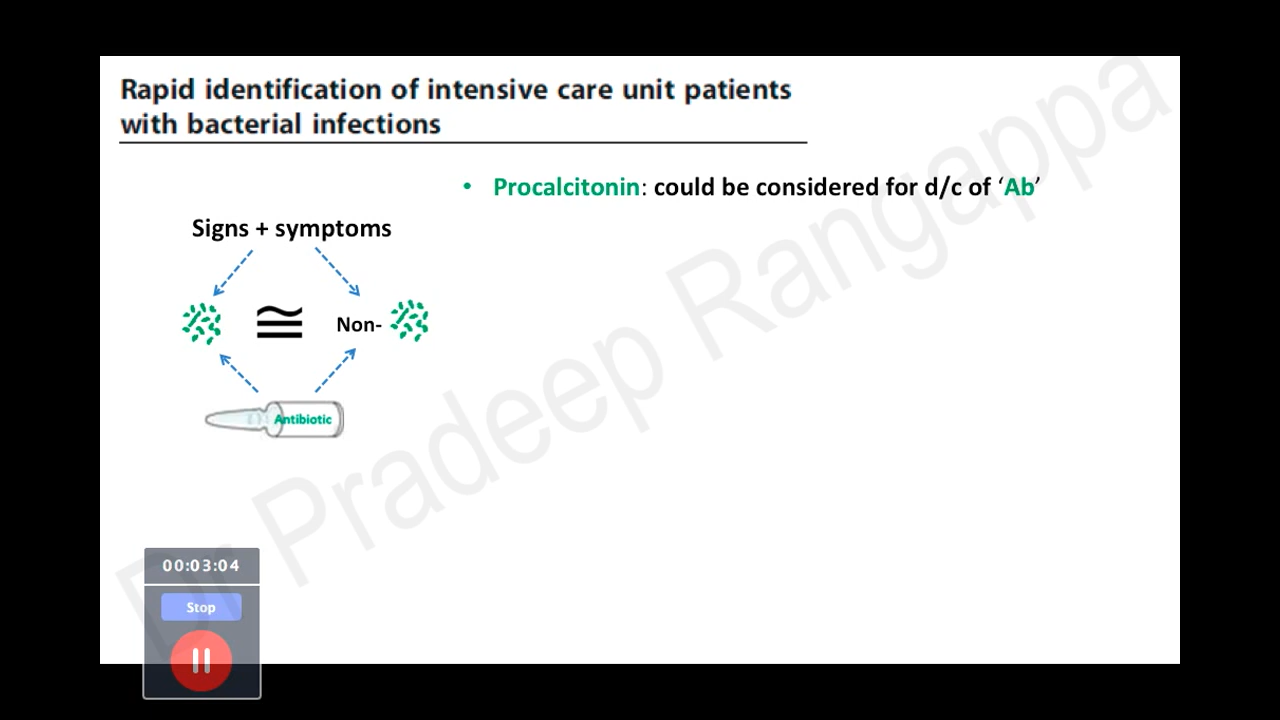 Rapid identification of intensive care unit patients
with bacterial infections
• Procalcitonin: could be considered for d/c of ‘Ab’
Signs + symptoms
≅ Non-
Antibiotic
Dr Pradeep Rangappa
00:03:04
Stop